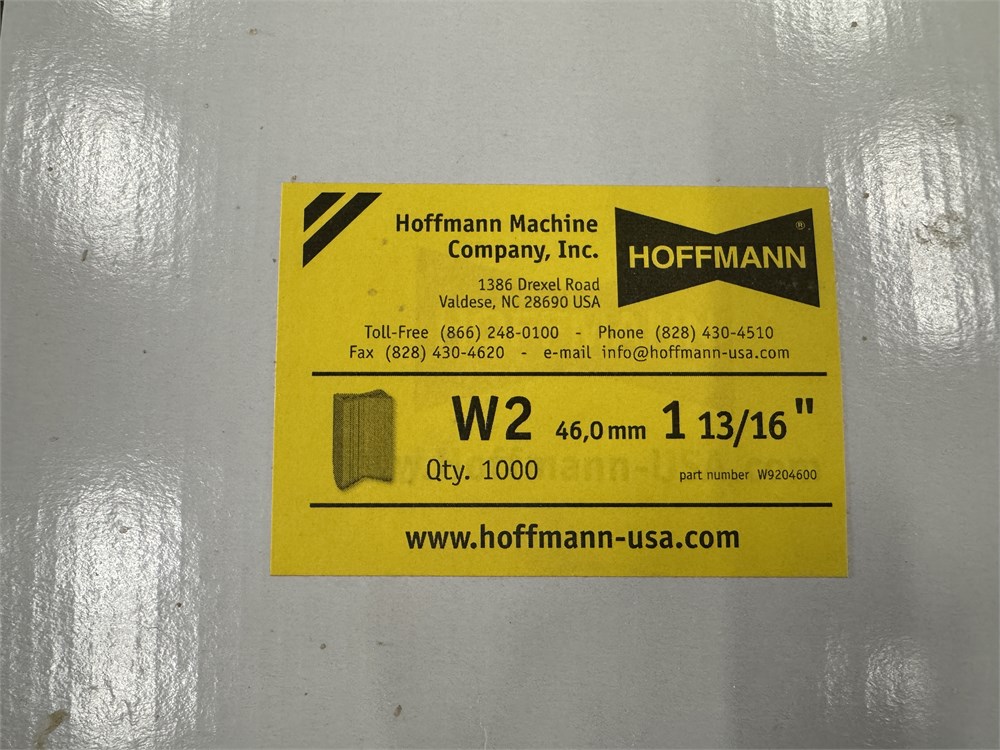 Hoffmann Machine
Company, Inc.
HOFFMANN®
1386 Drexel Road
Valdese, NC 28690 USA
Toll-Free (866) 248-0100 - Phone (828) 430-4510
Fax (828) 430-4620 - e-mail info@hoffmann-usa.com
W2 46,0mm 1 13/16"
Qty. 1000 part number W9204600
www.hoffmann-usa.com